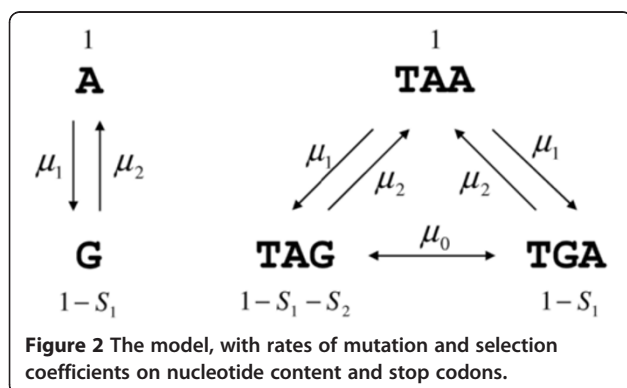 1 1
A TAA
μ₁ μ₂ μ₁ μ₂ μ₂ μ₁
G TAG μ₀ TGA
1−S₁ 1−S₁−S₂ 1−S₁
Figure 2 The model, with rates of mutation and selection
coefficients on nucleotide content and stop codons.